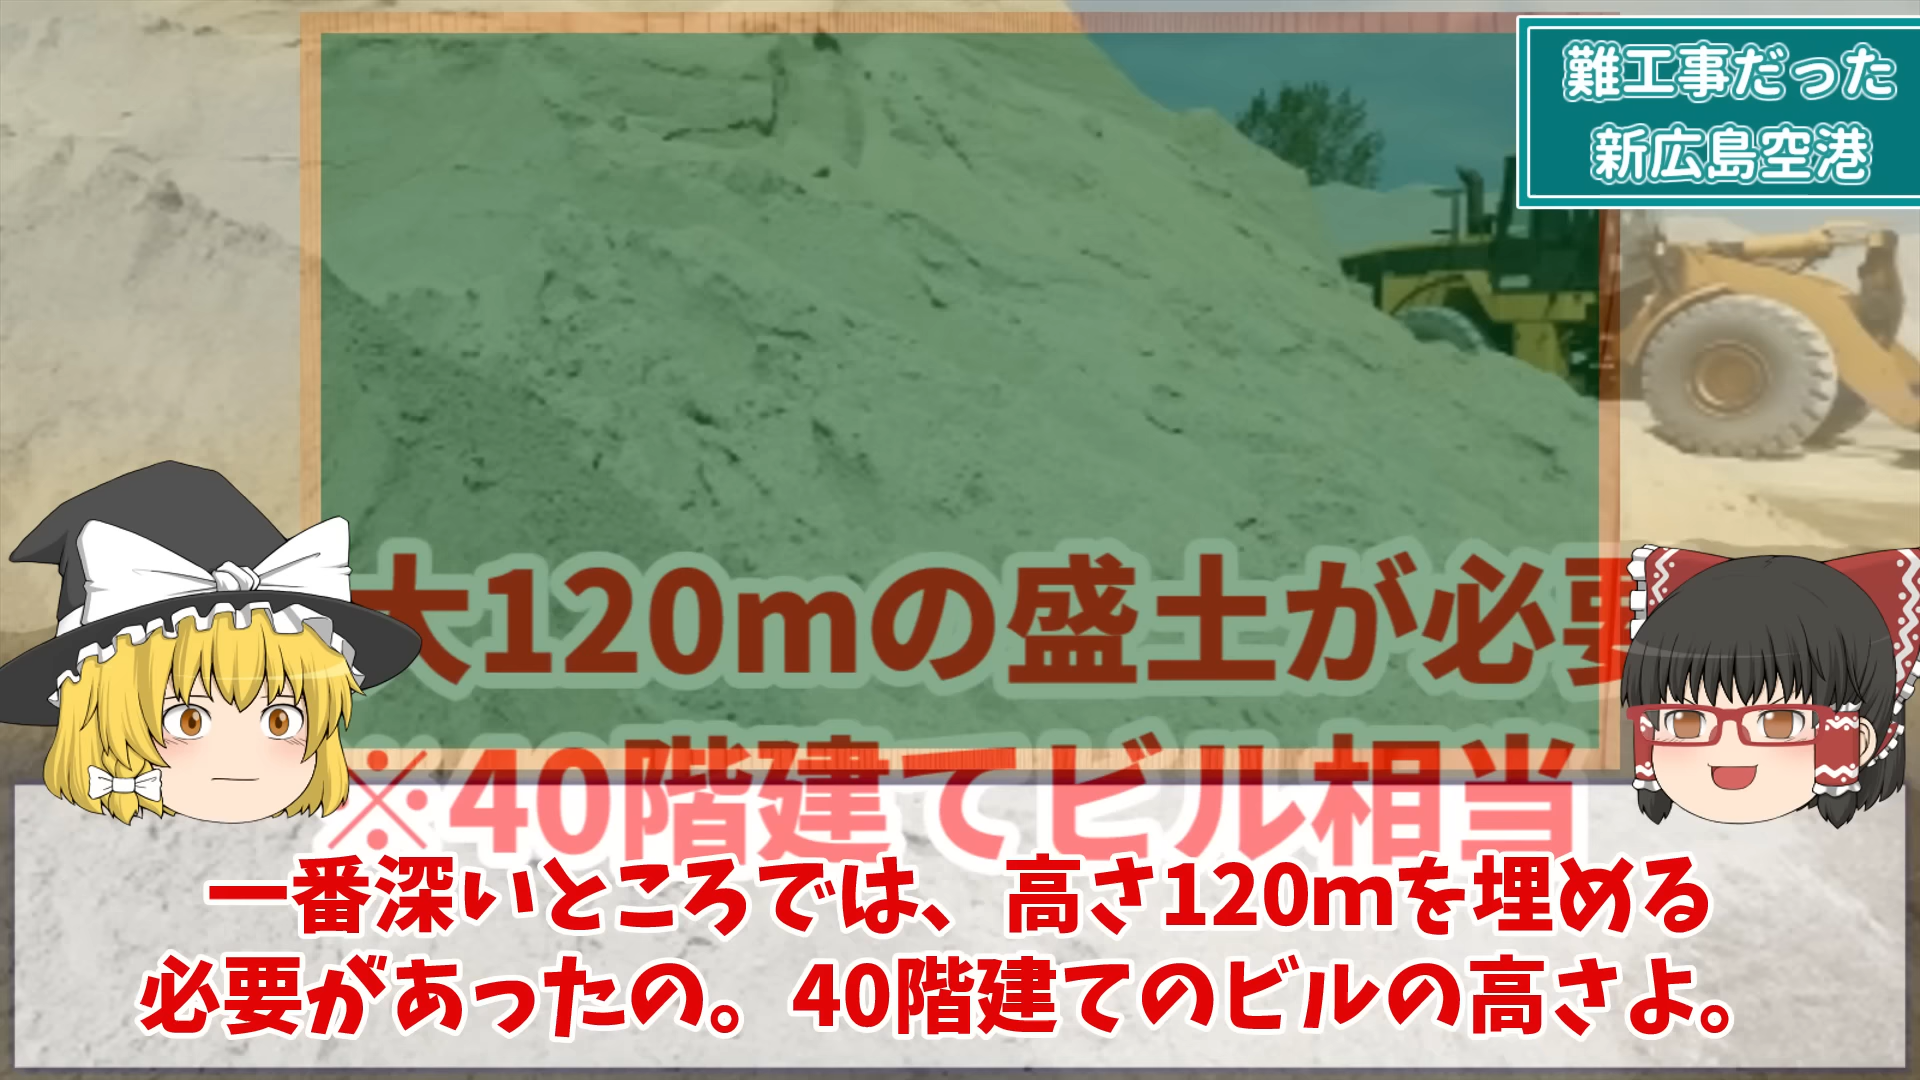 難工事だった
新広島空港
大120mの盛土が必要
※40階建てビル相当
一番深いところでは、高さ120mを埋める
必要があったの。40階建てのビルの高さよ。